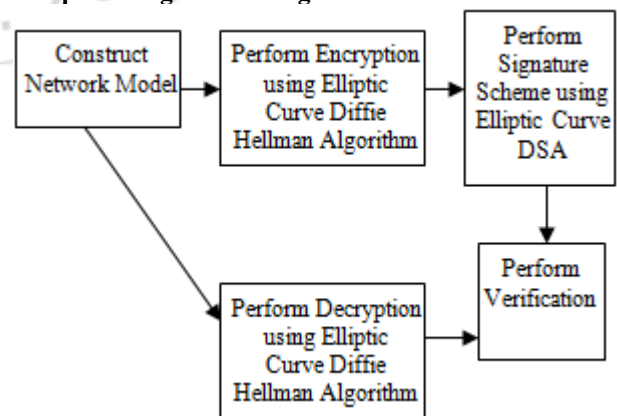 Construct
Network Model
Perform Encryption
using Elliptic
Curve Diffie
Hellman Algorithm
Perform
Signature
Scheme using
Elliptic Curve
DSA
Perform
Verification
Perform Decryption
using Elliptic
Curve Diffie
Hellman Algorithm